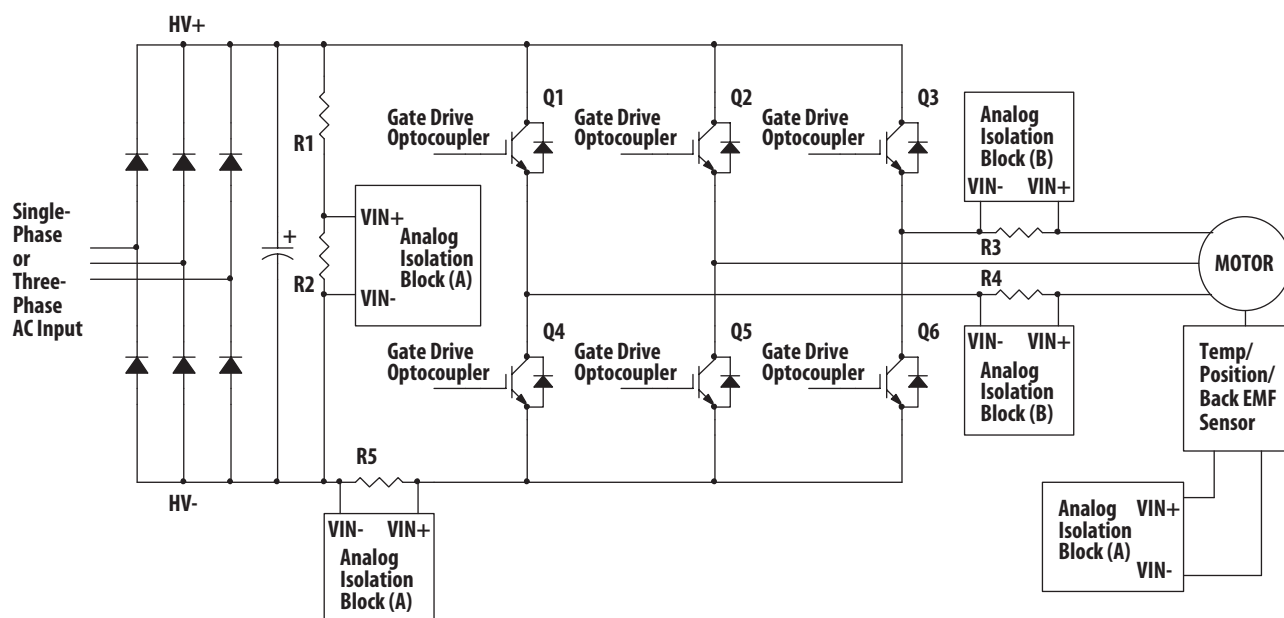 HV+
R1
Single-
Phase
or
Three-
Phase
AC Input
R2
VIN+
Analog
Isolation
Block (A)
VIN-
HV-
R5
VIN- VIN+
Analog
Isolation
Block (A)
Gate Drive
Optocoupler
Q1
Gate Drive
Optocoupler
Q2
Gate Drive
Optocoupler
Q3
Gate Drive
Optocoupler
Q4
Gate Drive
Optocoupler
Q5
Gate Drive
Optocoupler
Q6
Analog
Isolation
Block (B)
VIN- VIN+
R3
R4
VIN- VIN+
Analog
Isolation
Block (B)
MOTOR
Temp/
Position/
Back EMF
Sensor
Analog
Isolation
Block (A)
VIN+
VIN-